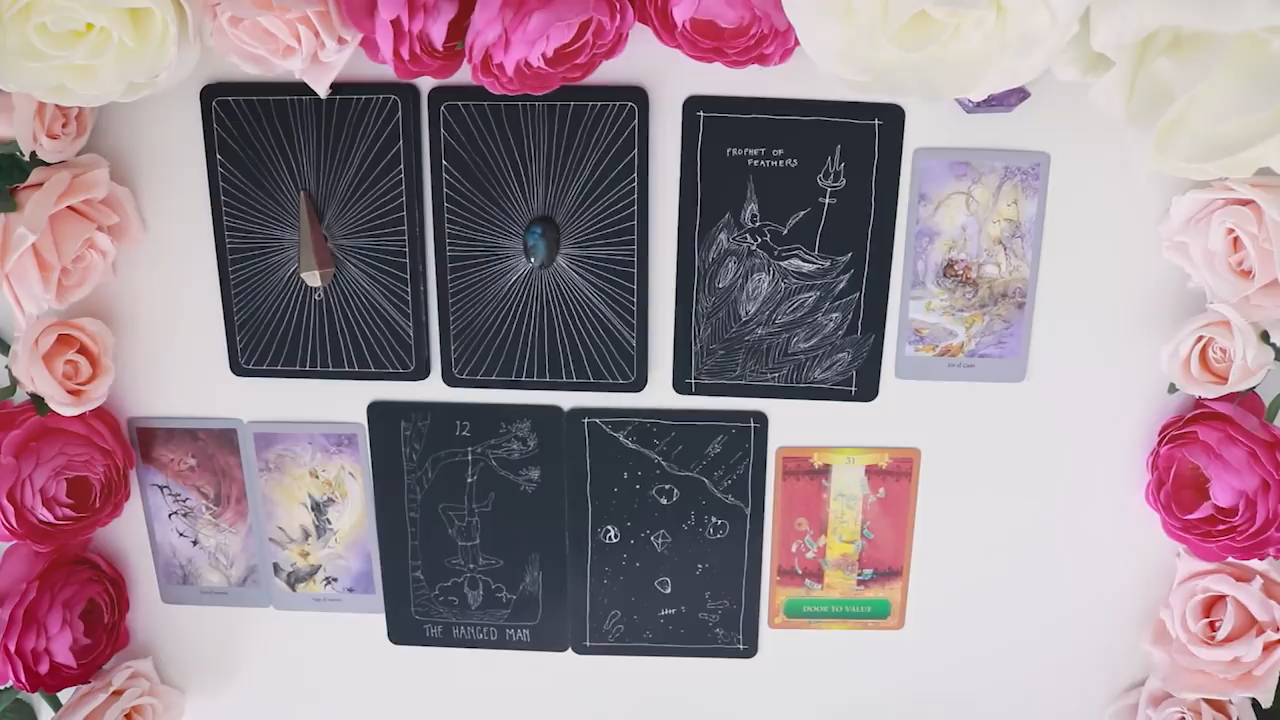 PROPHET OF
FEATHERS
12
THE HANGED MAN
31
DOOR TO VALUE